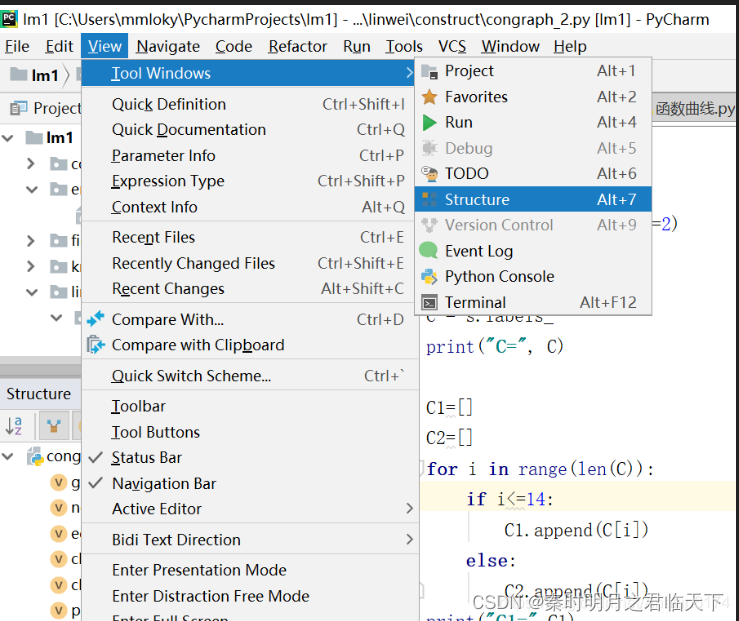 lm1 [C:\Users\mmloky\PycharmProjects\lm1] - ...\linwei\construct\congraph_2.py [lm1] - PyCharm
File Edit View Navigate Code Refactor Run Tools VCS Window Help
lm1
Tool Windows
Project Alt+1
Project
Quick Definition Ctrl+Shift+I
Favorites Alt+2
函数曲线.py
Quick Documentation Ctrl+Q
Run Alt+4
lm1
Parameter Info Ctrl+P
Debug Alt+5
Expression Type Ctrl+Shift+P
TODO Alt+6
Context Info Alt+Q
Structure Alt+7
Recent Files Ctrl+E
Version Control Alt+9
=2)
Recently Changed Files Ctrl+Shift+E
Event Log
Recent Changes Alt+Shift+C
Python Console
Terminal Alt+F12
C = s.labels_
Compare With... Ctrl+D
Compare with Clipboard
print("C=", C)
Quick Switch Scheme... Ctrl+`
Structure
Toolbar
C1=[]
Tool Buttons
C2=[]
Status Bar
for i in range(len(C)):
Navigation Bar
if i<=14:
Active Editor
C1.append(C[i])
Bidi Text Direction
else:
Enter Presentation Mode
C2.append(C[i])
Enter Distraction Free Mode
CSDN @秦时明月之君临天下
Enter Full Screen
print("C1=",C1)